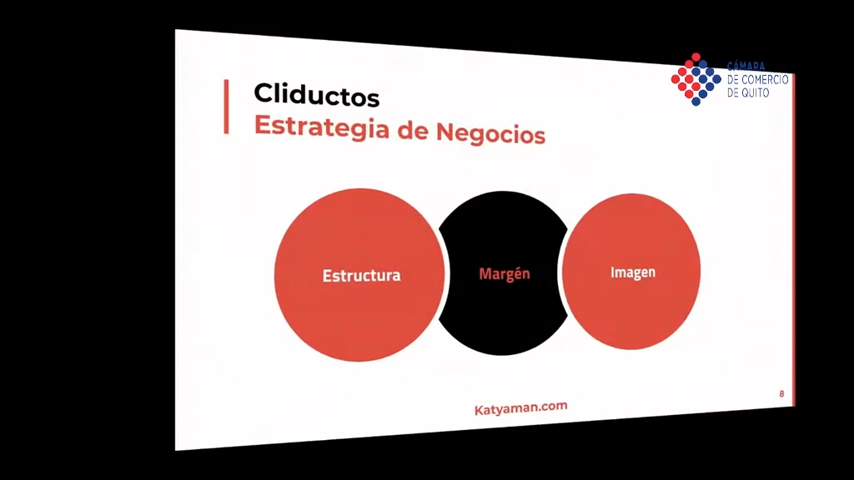 Cliductos
Estrategia de Negocios
CÁMARA
DE COMERCIO
DE QUITO
Estructura
Margén
Imagen
Katyaman.com
8